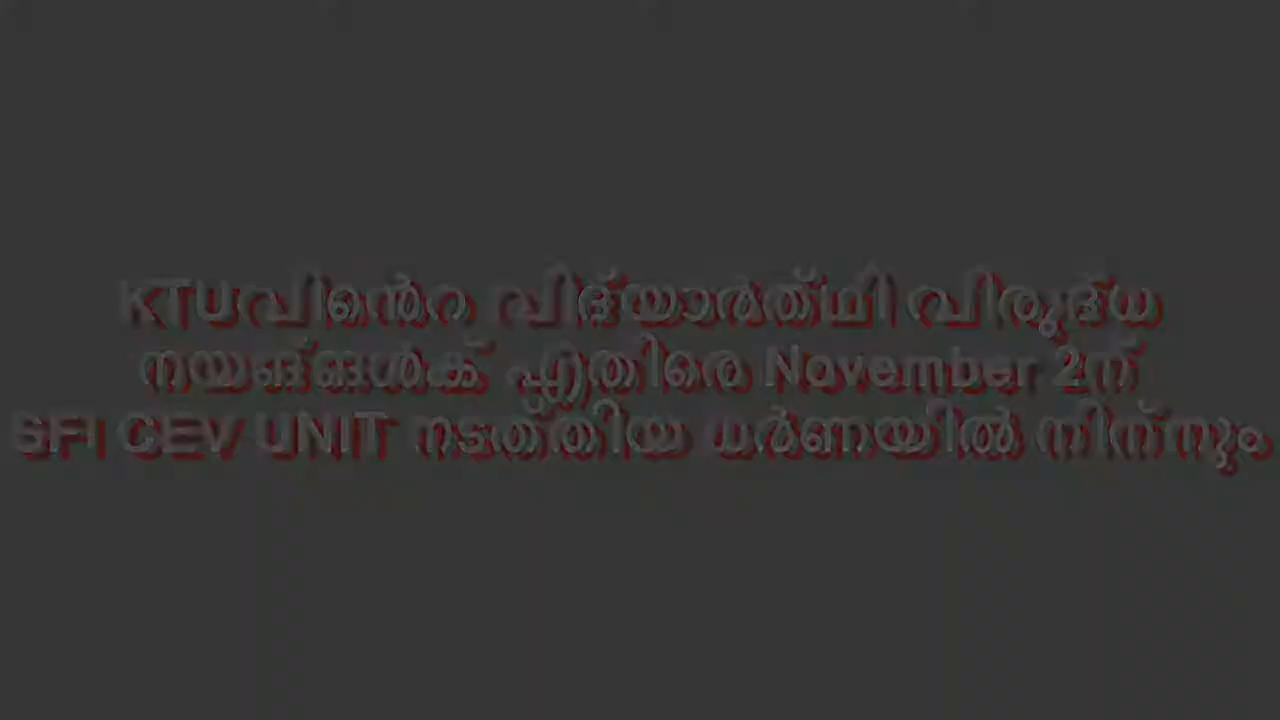 KTUവിൻെറ വിദ്യാർത്ഥി വിരുദ്ധ
നയങ്ങൾക് എതിരെ November 2ന്
SFI CEV UNIT നടത്തിയ ധർണയിൽ നിന്നും